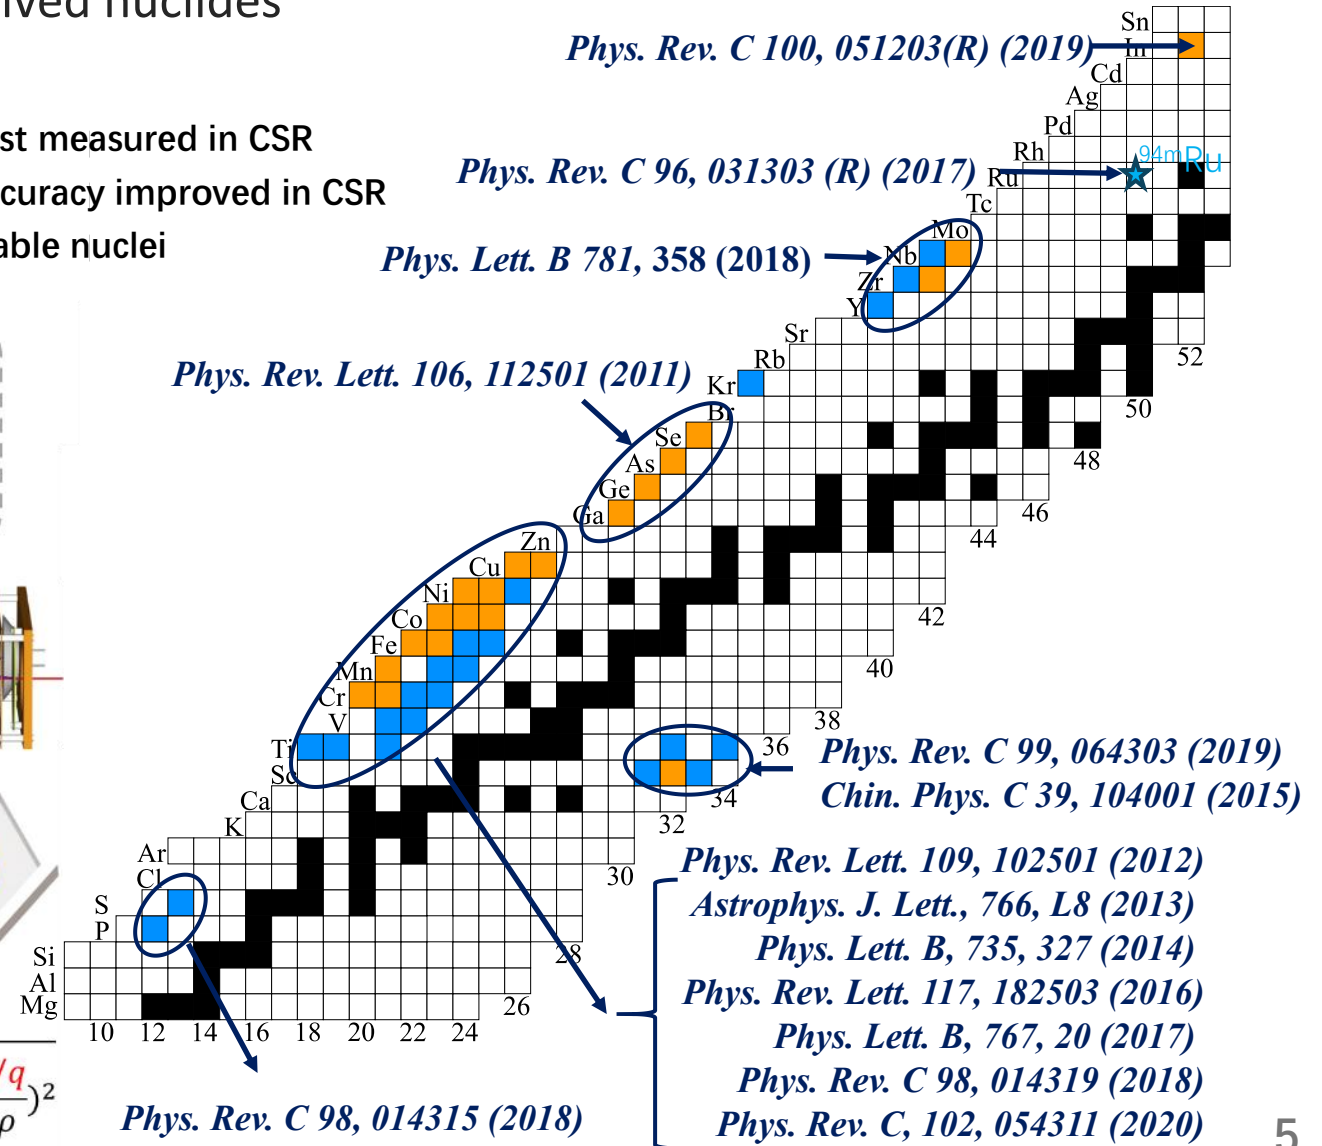 lved nuclides
st measured in CSR
curacy improved in CSR
able nuclei
Phys. Rev. C 100, 051203(R) (2019)
Phys. Rev. C 96, 031303 (R) (2017)
Phys. Lett. B 781, 358 (2018)
Phys. Rev. Lett. 106, 112501 (2011)
Sn
In
Cd
Ag
Pd
Rh
94mRu
Ru
Tc
Mo
Nb
Zr
Y
Sr
Rb
Kr
Br
Se
As
Ge
Ga
Zn
Cu
Ni
Co
Fe
Mn
Cr
V
Ti
Sc
Ca
K
Ar
Cl
S
P
Si
Al
Mg
10 12 14 16 18 20 22 24
26
28
30
32
34
36
38
40
42
44
46
48
50
52
Phys. Rev. C 99, 064303 (2019)
Chin. Phys. C 39, 104001 (2015)
Phys. Rev. Lett. 109, 102501 (2012)
Astrophys. J. Lett., 766, L8 (2013)
Phys. Lett. B, 735, 327 (2014)
Phys. Rev. Lett. 117, 182503 (2016)
Phys. Lett. B, 767, 20 (2017)
Phys. Rev. C 98, 014319 (2018)
Phys. Rev. C, 102, 054311 (2020)
Phys. Rev. C 98, 014315 (2018)
/q
ρ )²
5